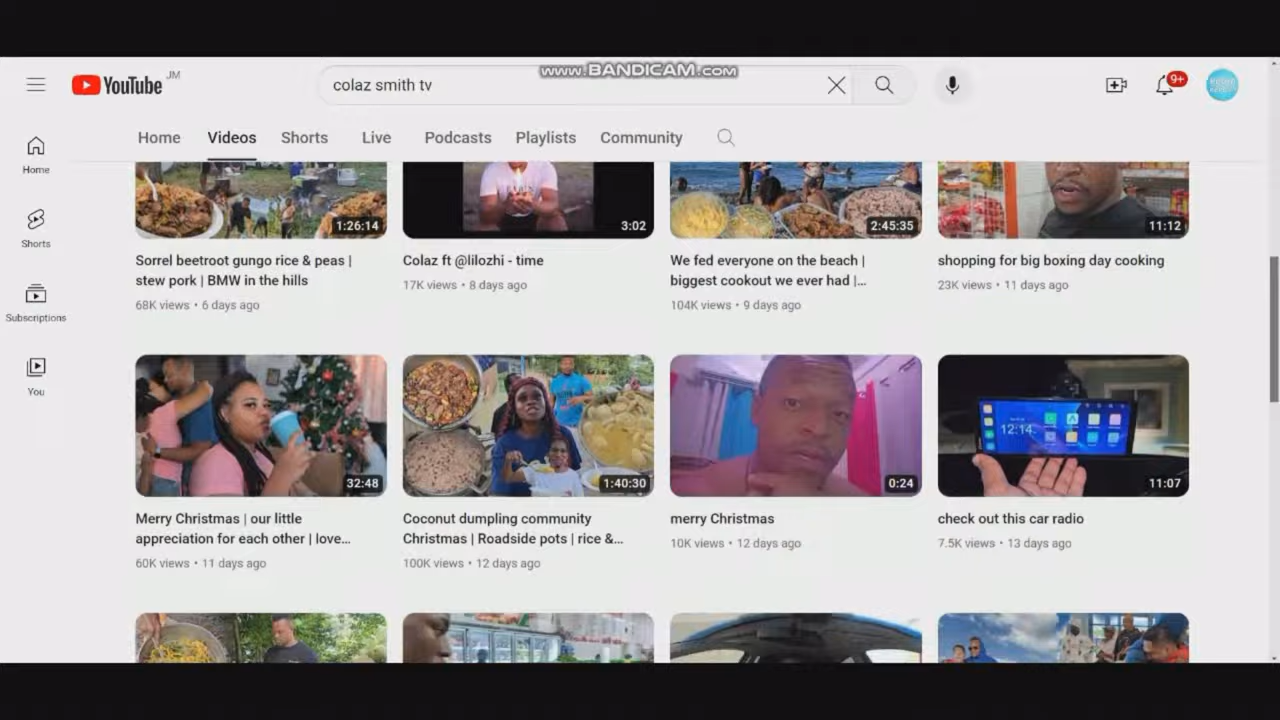 www.BANDICAM.com
YouTube JM
colaz smith tv
9+
Home Videos Shorts Live Podcasts Playlists Community
Home
Shorts
Subscriptions
You
1:26:14
3:02
2:45:35
11:12
Sorrel beetroot gungo rice & peas |
stew pork | BMW in the hills
68K views • 6 days ago
Colaz ft @lilozhi - time
17K views • 8 days ago
We fed everyone on the beach |
biggest cookout we ever had |...
104K views • 9 days ago
shopping for big boxing day cooking
23K views • 11 days ago
32:48
1:40:30
0:24
12:14
11:07
Merry Christmas | our little
appreciation for each other | love...
60K views • 11 days ago
Coconut dumpling community
Christmas | Roadside pots | rice &...
100K views • 12 days ago
merry Christmas
10K views • 12 days ago
check out this car radio
7.5K views • 13 days ago